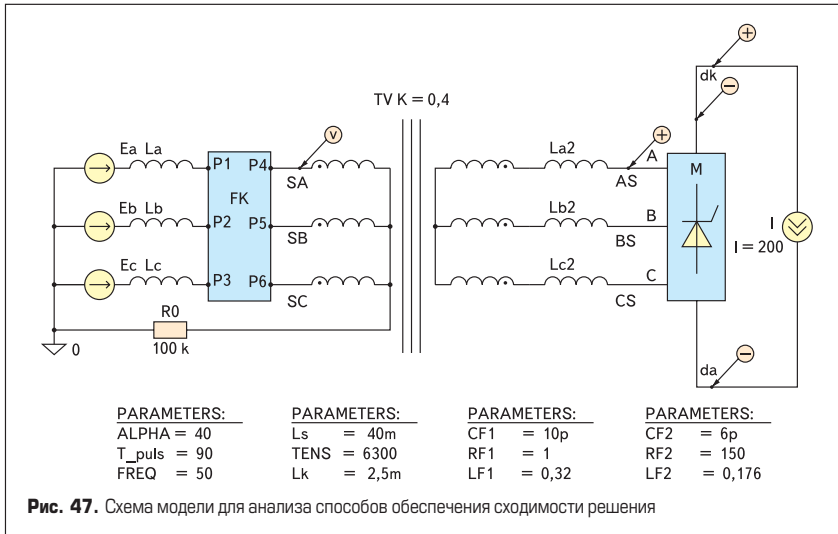 TV K = 0,4
dk
Ea La
P1
P4
FK
V
SA
Eb Lb
P2
P5
SB
Ec Lc
P3
P6
SC
R0
100 k
0
La2
A
AS
Lb2
B
BS
Lc2
C
CS
M
I
I = 200
da
PARAMETERS:
ALPHA = 40
T_puls = 90
FREQ = 50
PARAMETERS:
Ls = 40m
TENS = 6300
Lk = 2,5m
PARAMETERS:
CF1 = 10p
RF1 = 1
LF1 = 0,32
PARAMETERS:
CF2 = 6p
RF2 = 150
LF2 = 0,176
Рис. 47. Схема модели для анализа способов обеспечения сходимости решения